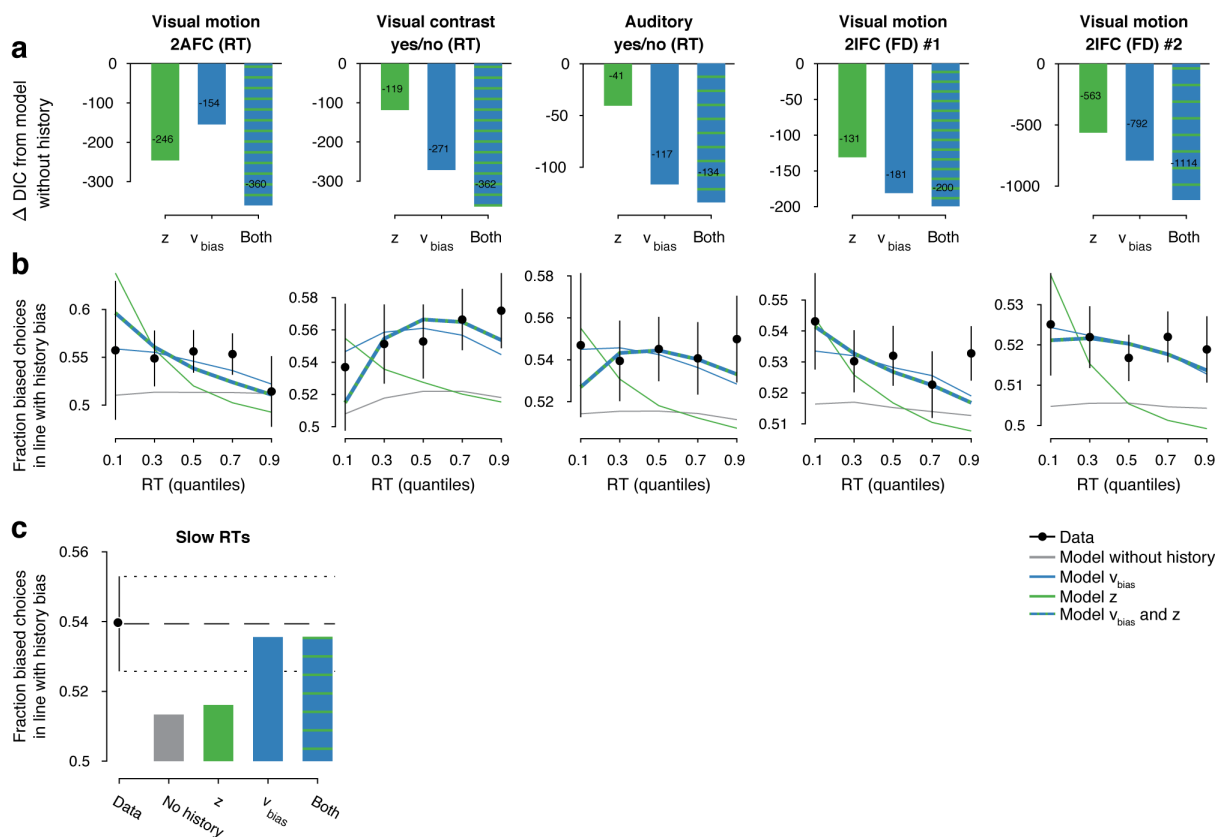 a
Visual motion
2AFC (RT)
Visual contrast
yes/no (RT)
Auditory
yes/no (RT)
Visual motion
2IFC (FD) #1
Visual motion
2IFC (FD) #2
Δ DIC from model
without history
0
-100
-200
-300
-246
-154
-360
z
v bias
Both
0
-100
-200
-300
-119
-271
-362
z
v bias
Both
0
-50
-100
-41
-117
-134
z
v bias
Both
0
-50
-100
-150
-200
-131
-181
-200
z
v bias
Both
0
-500
-1000
-563
-792
-1114
z
v bias
Both
b
Fraction biased choices
in line with history bias
0.6
0.55
0.5
0.1 0.3 0.5 0.7 0.9
RT (quantiles)
0.58
0.56
0.54
0.52
0.5
0.1 0.3 0.5 0.7 0.9
RT (quantiles)
0.58
0.56
0.54
0.52
0.1 0.3 0.5 0.7 0.9
RT (quantiles)
0.55
0.54
0.53
0.52
0.51
0.1 0.3 0.5 0.7 0.9
RT (quantiles)
0.53
0.52
0.51
0.5
0.1 0.3 0.5 0.7 0.9
RT (quantiles)
c
Slow RTs
Fraction biased choices
in line with history bias
0.56
0.54
0.52
0.5
Data
No history
z
v bias
Both
Data
Model without history
Model v bias
Model z
Model v bias and z